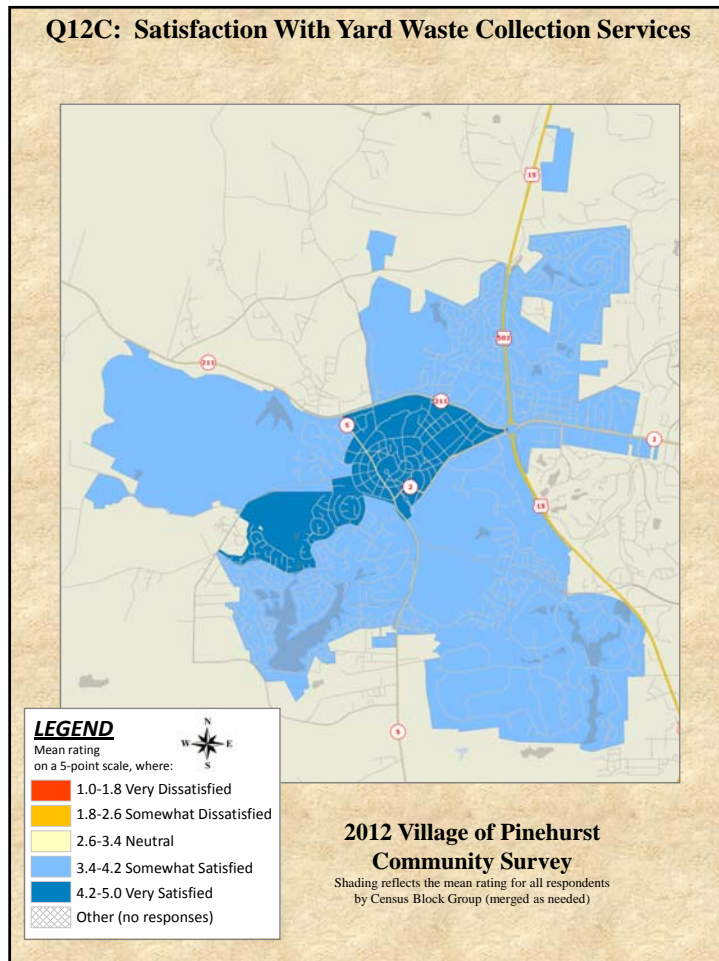 Q12C: Satisfaction With Yard Waste Collection Services
15
501
211
211
5
2
2
15
5
LEGEND
Mean rating
on a 5-point scale, where:
N
W E
S
1.0-1.8 Very Dissatisfied
1.8-2.6 Somewhat Dissatisfied
2.6-3.4 Neutral
3.4-4.2 Somewhat Satisfied
4.2-5.0 Very Satisfied
Other (no responses)
2012 Village of Pinehurst
Community Survey
Shading reflects the mean rating for all respondents
by Census Block Group (merged as needed)